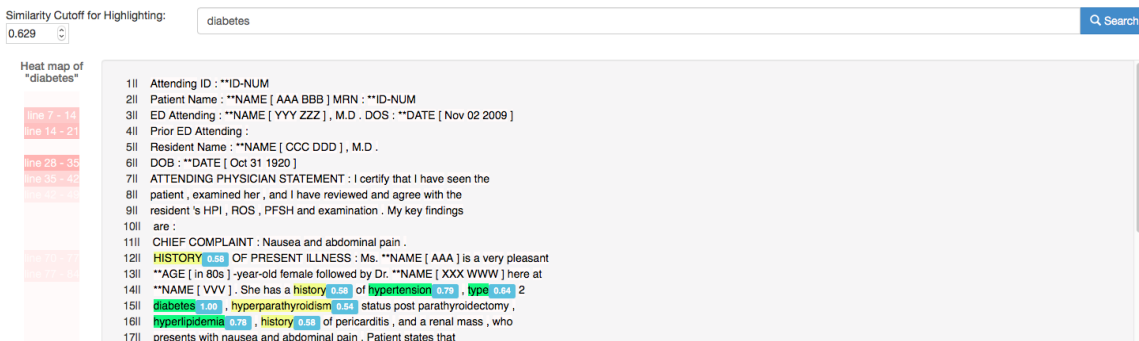 Similarity Cutoff for Highlighting:
0.629
diabetes
Search
Heat map of
"diabetes"
line 7 - 14
line 14 - 21
line 28 - 35
line 35 - 42
line 70 - 77
line 77 - 84
1|| Attending ID : **ID-NUM
2|| Patient Name : **NAME [ AAA BBB ] MRN : **ID-NUM
3|| ED Attending : **NAME [ YYY ZZZ ] , M.D . DOS : **DATE [ Nov 02 2009 ]
4|| Prior ED Attending :
5|| Resident Name : **NAME [ CCC DDD ] , M.D .
6|| DOB : **DATE [ Oct 31 1920 ]
7|| ATTENDING PHYSICIAN STATEMENT : I certify that I have seen the
8|| patient , examined her , and I have reviewed and agree with the
9|| resident 's HPI , ROS , PFSH and examination . My key findings
10|| are :
11|| CHIEF COMPLAINT : Nausea and abdominal pain .
12|| HISTORY 0.58 OF PRESENT ILLNESS : Ms. **NAME [ AAA ] is a very pleasant
13|| **AGE [ in 80s ] -year-old female followed by Dr. **NAME [ XXX WWW ] here at
14|| **NAME [ VVV ] . She has a history 0.58 of hypertension 0.79 , type 0.64 2
15|| diabetes 1.00 , hyperparathyroidism 0.54 status post parathyroidectomy ,
16|| hyperlipidemia 0.78 , history 0.58 of pericarditis , and a renal mass , who
17|| presents with nausea and abdominal pain . Patient states that